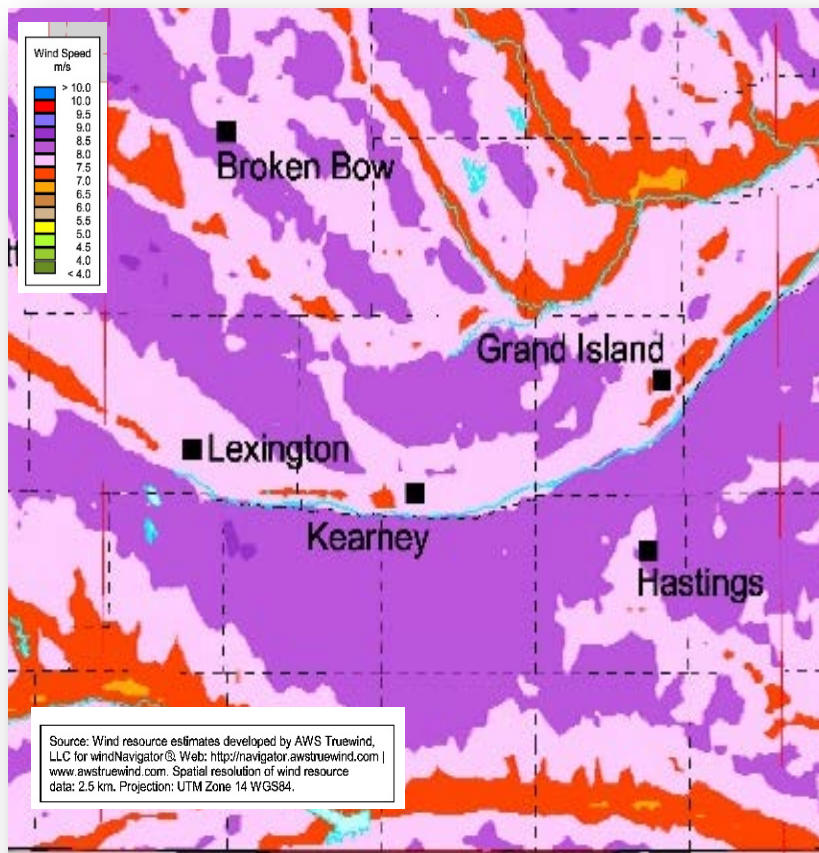 Wind Speed
m/s
> 10.0
10.0
9.5
9.0
8.5
8.0
7.5
7.0
6.5
6.0
5.5
5.0
4.5
4.0
< 4.0
Broken Bow
Grand Island
Lexington
Kearney
Hastings
Source: Wind resource estimates developed by AWS Truewind,
LLC for windNavigator®. Web: http://navigator.awstruewind.com |
www.awstruewind.com. Spatial resolution of wind resource
data: 2.5 km. Projection: UTM Zone 14 WGS84.